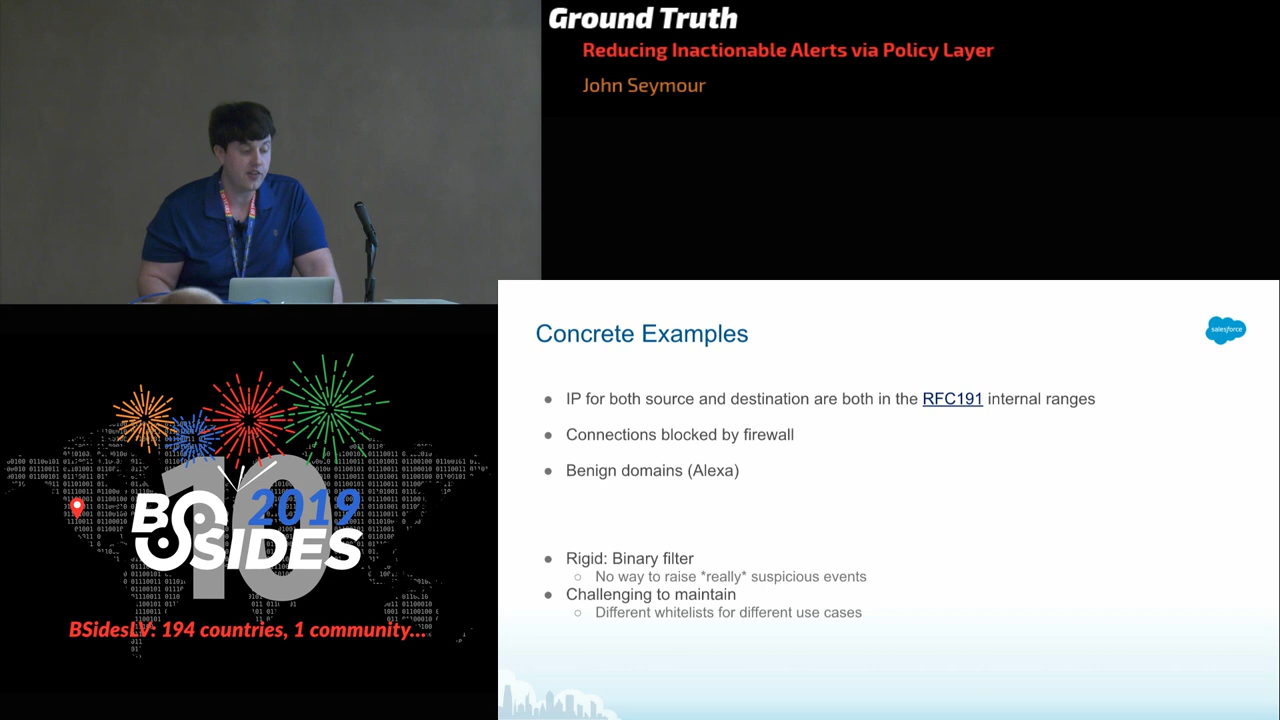 Ground Truth
Reducing Inactionable Alerts via Policy Layer
John Seymour
Concrete Examples
salesforce
● IP for both source and destination are both in the RFC191 internal ranges
● Connections blocked by firewall
● Benign domains (Alexa)
● Rigid: Binary filter
○ No way to raise *really* suspicious events
● Challenging to maintain
○ Different whitelists for different use cases
10
2019
BSIDES
BSidesLV: 194 countries, 1 community...